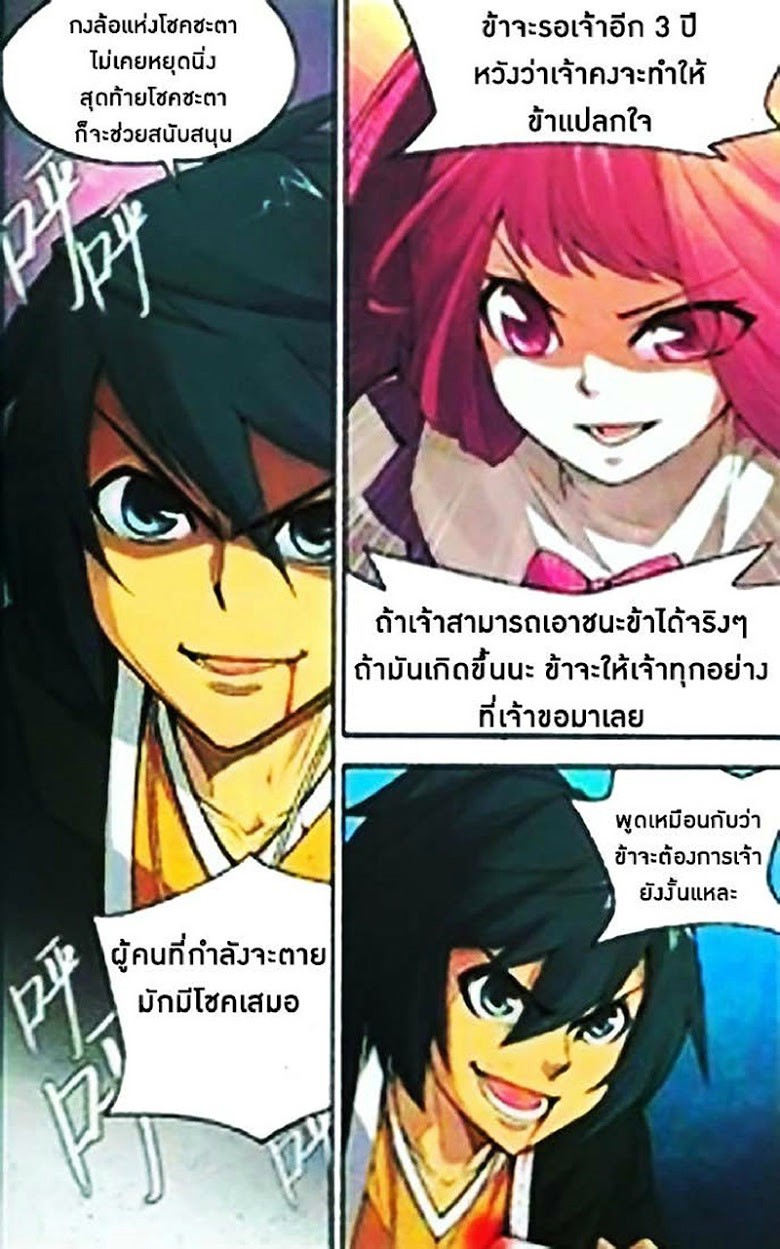 กงล้อแห่งโชคชะตา
ไม่เคยหยุดนิ่ง
สุดท้ายโชคชะตา
ก็จะช่วยสนับสนุน
呼
呼
ผู้คนที่กำลังจะตาย
มักมีโชคเสมอ
呼
呼
呼
ข้าจะรอเจ้าอีก 3 ปี
หวังว่าเจ้าคงจะทำให้
ข้าแปลกใจ
ถ้าเจ้าสามารถเอาชนะข้าได้จริงๆ
ถ้ามันเกิดขึ้นนะ ข้าจะให้เจ้าทุกอย่าง
ที่เจ้าขอมาเลย
พูดเหมือนกับว่า
ข้าจะต้องการเจ้า
ยังงั้นแหละ